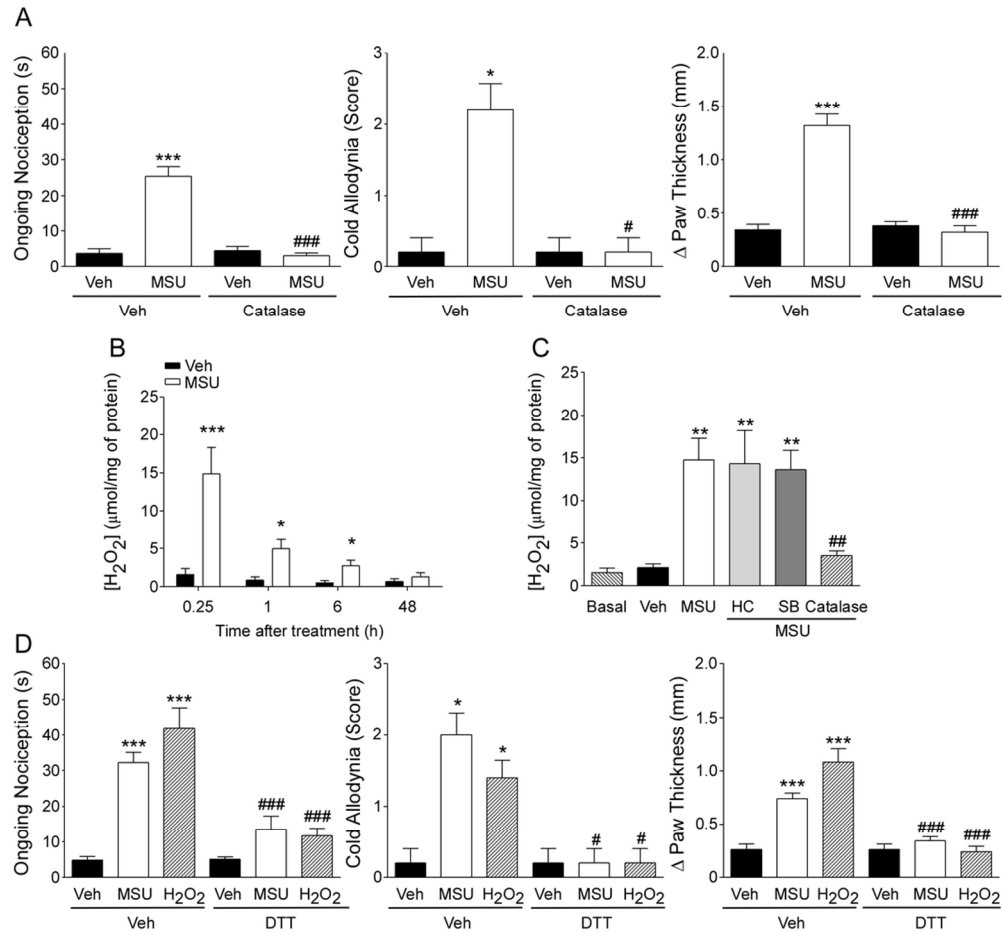 A
Ongoing Nociception (s)
60
50
40
30
20
10
0
***
###
Veh MSU Veh MSU
Veh Catalase
Cold Allodynia (Score)
3
2
1
0
*
#
Veh MSU Veh MSU
Veh Catalase
Δ Paw Thickness (mm)
2.0
1.5
1.0
0.5
0.0
***
###
Veh MSU Veh MSU
Veh Catalase
B
Veh
MSU
[H2O2] (µmol/mg of protein)
25
20
15
10
5
0
***
*
*
0.25 1 6 48
Time after treatment (h)
C
[H2O2] (µmol/mg of protein)
25
20
15
10
5
0
**
**
**
##
Basal Veh MSU HC SB Catalase
MSU
D
Ongoing Nociception (s)
60
50
40
30
20
10
0
***
***
###
###
Veh MSU H2O2 Veh MSU H2O2
Veh DTT
Cold Allodynia (Score)
3
2
1
0
*
*
#
#
Veh MSU H2O2 Veh MSU H2O2
Veh DTT
Δ Paw Thickness (mm)
2.0
1.5
1.0
0.5
0.0
***
***
###
###
Veh MSU H2O2 Veh MSU H2O2
Veh DTT